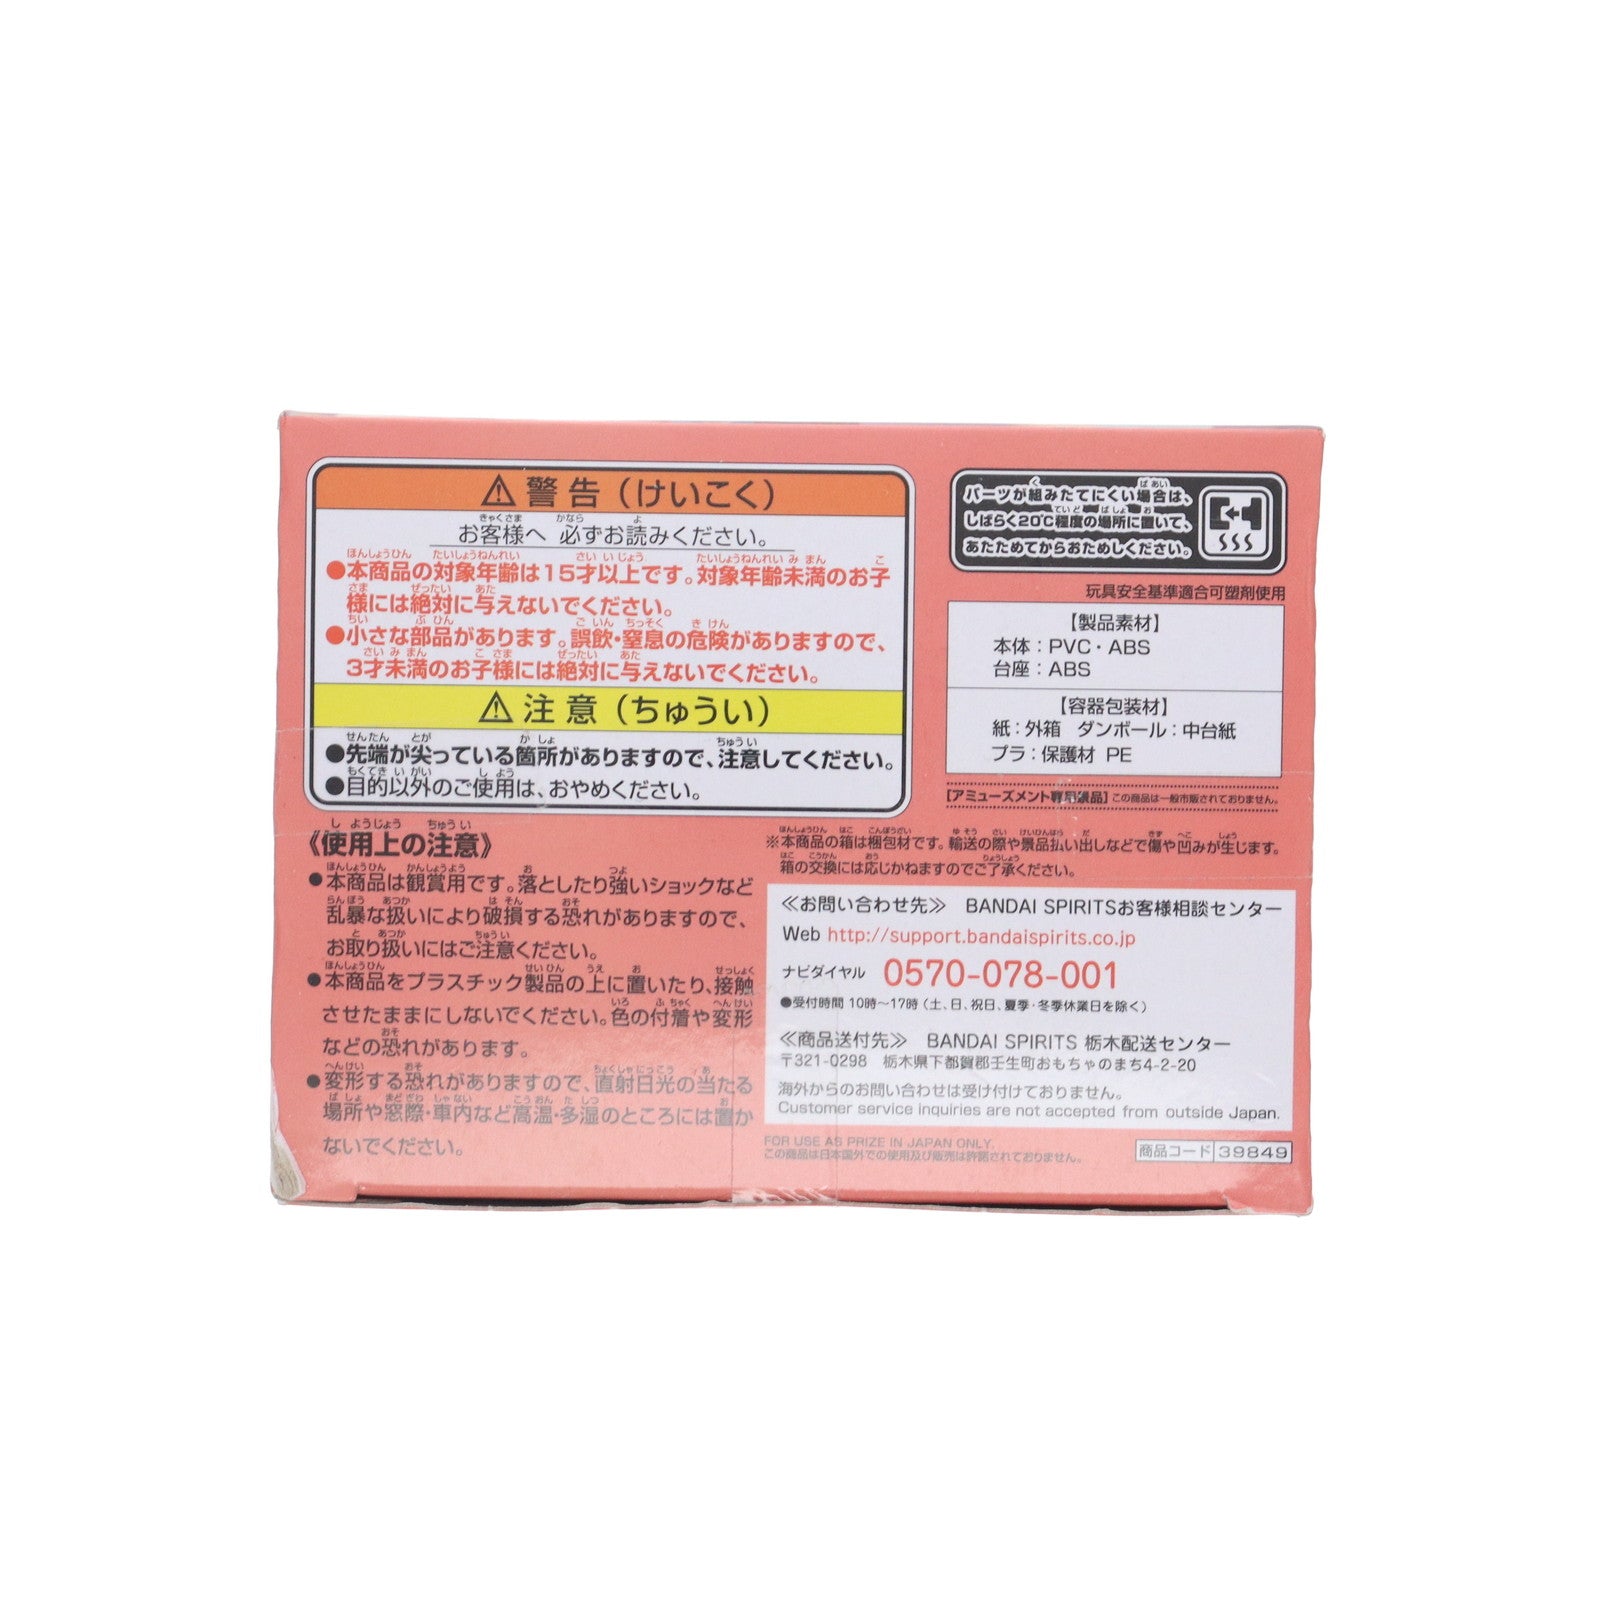 ⚠警告（けいこく）
お客様へ 必ずお読みください。
●本商品の対象年齢は15才以上です。対象年齢未満のお子
様には絶対に与えないでください。
●小さな部品があります。誤飲・窒息の危険がありますので、
3才未満のお子様には絶対に与えないでください。
⚠注意（ちゅうい）
●先端が尖っている箇所がありますので、注意してください。
●目的以外のご使用は、おやめください。
《使用上の注意》
●本商品は観賞用です。落としたり強いショックなど
乱暴な扱いにより破損する恐れがありますので、
お取り扱いにはご注意ください。
●本商品をプラスチック製品の上に置いたり、接触
させたままにしないでください。色の付着や変形
などの恐れがあります。
●変形する恐れがありますので、直射日光の当たる
場所や窓際・車内など高温・多湿のところには置か
ないでください。
パーツが組みたてにくい場合は、
しばらく20℃程度の場所に置いて、
あたためてからおためしください。
玩具安全基準適合可塑剤使用
【製品素材】
本体：PVC・ABS
台座：ABS
【容器包装材】
紙：外箱 ダンボール：中台紙
プラ：保護材 PE
【アミューズメント専用景品】この商品は一般市販されておりません。
※本商品の箱は梱包材です。輸送の際や景品払い出しなどで傷や凹みが生じます。
箱の交換には応じかねますのでご了承ください。
≪お問い合わせ先≫ BANDAI SPIRITSお客様相談センター
Web http://support.bandaispirits.co.jp
ナビダイヤル 0570-078-001
●受付時間 10時～17時（土、日、祝日、夏季・冬季休業日を除く）
≪商品送付先≫ BANDAI SPIRITS 栃木配送センター
〒321-0298 栃木県下都賀郡壬生町おもちゃのまち4-2-20
海外からのお問い合わせは受け付けておりません。
Customer service inquiries are not accepted from outside Japan.
FOR USE AS PRIZE IN JAPAN ONLY.
この商品は日本国外での使用及び販売は許諾されておりません。
商品コード 39849